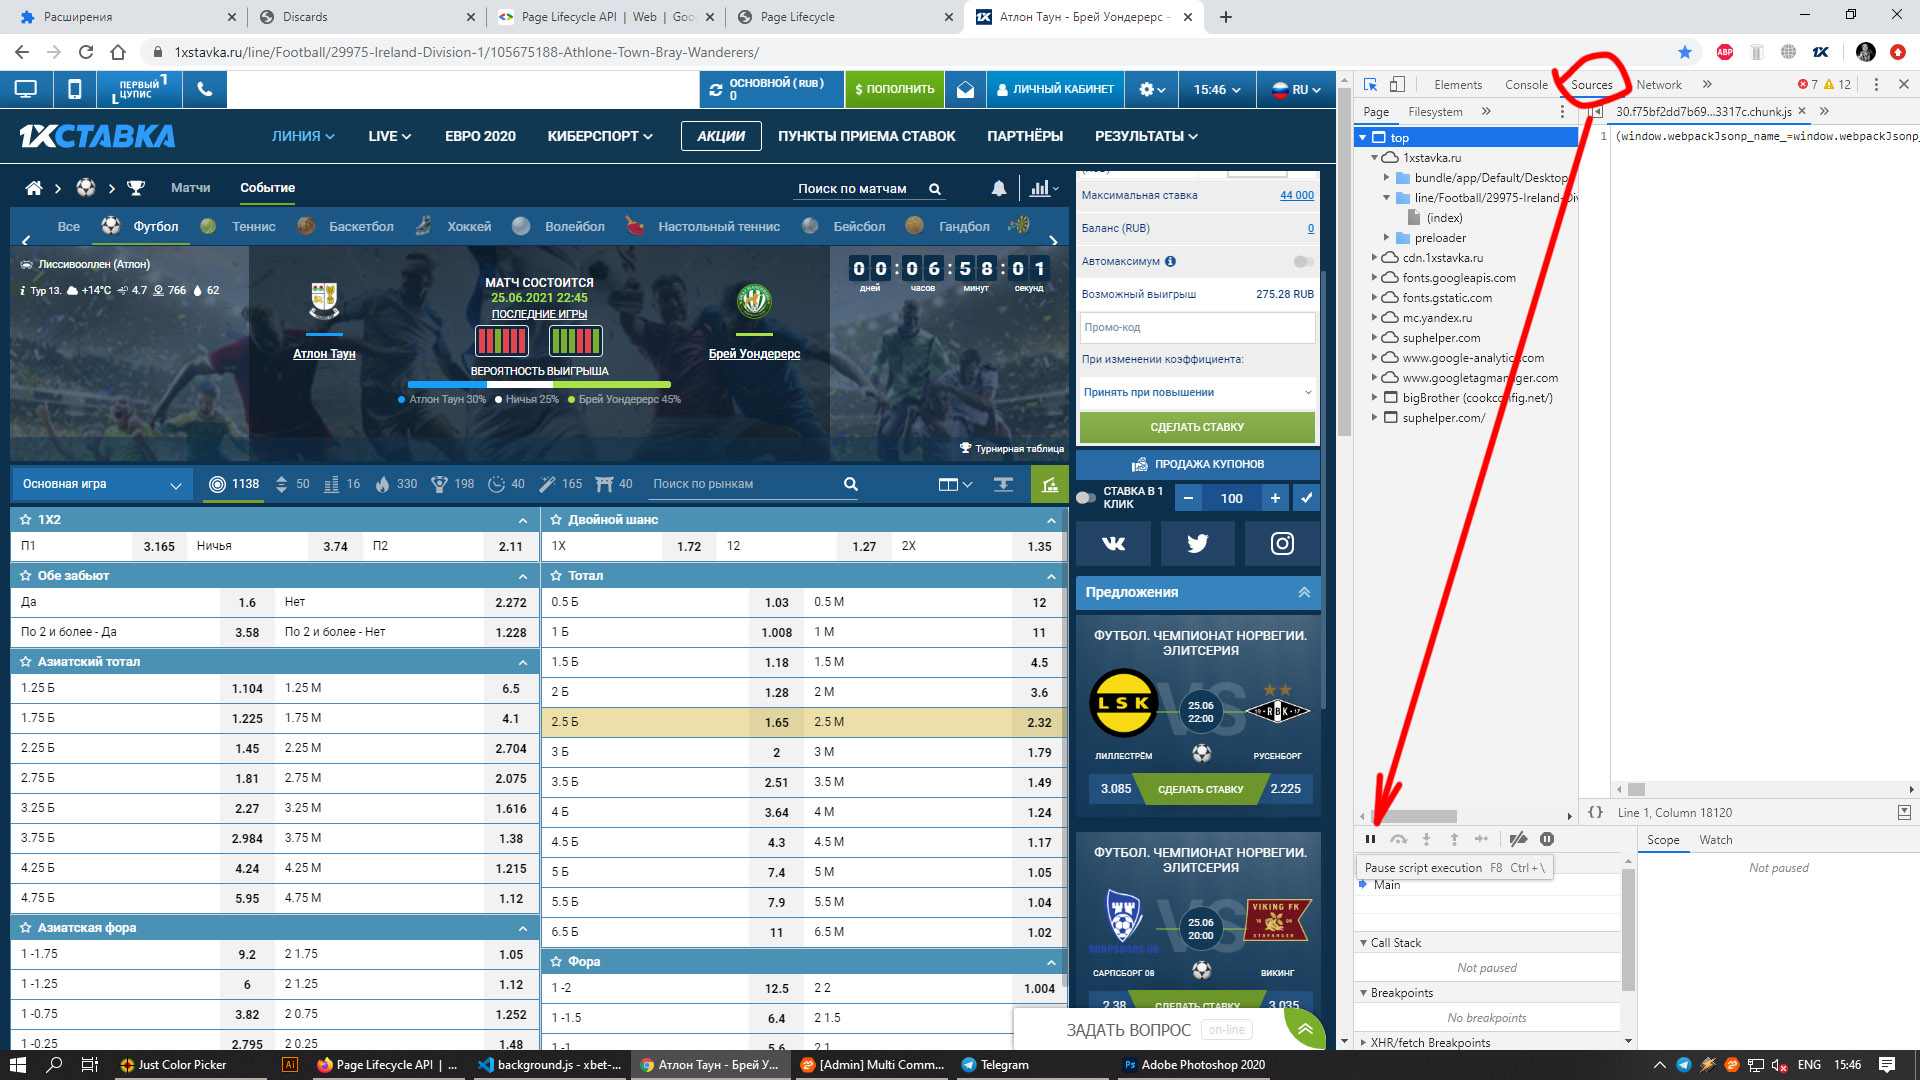 Расширения
Discards
Page Lifecycle API | Web | Goo
Page Lifecycle
Атлон Таун - Брей Уондерерс -
1xstavka.ru/line/Football/29975-Ireland-Division-1/105675188-Athlone-Town-Bray-Wanderers/
ABP
1X
ПЕРВЫЙ ЦУПИС
ОСНОВНОЙ (RUB)
0
$ ПОПОЛНИТЬ
ЛИЧНЫЙ КАБИНЕТ
15:46
RU
1XСТАВКА
ЛИНИЯ
LIVE
ЕВРО 2020
КИБЕРСПОРТ
АКЦИИ
ПУНКТЫ ПРИЕМА СТАВОК
ПАРТНЁРЫ
РЕЗУЛЬТАТЫ
Матчи
Событие
Поиск по матчам
Все
Футбол
Теннис
Баскетбол
Хоккей
Волейбол
Настольный теннис
Бейсбол
Гандбол
Лиссивооллен (Атлон)
Тур 13. +14°C 4.7 766 62
МАТЧ СОСТОИТСЯ
25.06.2021 22:45
ПОСЛЕДНИЕ ИГРЫ
Атлон Таун
Брей Уондерерс
ВЕРОЯТНОСТЬ ВЫИГРЫША
Атлон Таун 30% Ничья 25% Брей Уондерерс 45%
00:06:58:01
дней часов минут секунд
Турнирная таблица
Основная игра
1138 50 16 330 198 40 165 40
Поиск по рынкам
1X2
П1 3.165 Ничья 3.74 П2 2.11
Обе забьют
Да 1.6 Нет 2.272
По 2 и более - Да 3.58 По 2 и более - Нет 1.228
Азиатский тотал
1.25 Б 1.104 1.25 М 6.5
1.75 Б 1.225 1.75 М 4.1
2.25 Б 1.45 2.25 М 2.704
2.75 Б 1.81 2.75 М 2.075
3.25 Б 2.27 3.25 М 1.616
3.75 Б 2.984 3.75 М 1.38
4.25 Б 4.24 4.25 М 1.215
4.75 Б 5.95 4.75 М 1.12
Азиатская фора
1 -1.75 9.2 2 1.75 1.05
1 -1.25 6 2 1.25 1.12
1 -0.75 3.82 2 0.75 1.252
1 -0.25 2.795 2 0.25 1.48
Двойной шанс
1X 1.72 12 1.27 2X 1.35
Тотал
0.5 Б 1.03 0.5 М 12
1 Б 1.008 1 М 11
1.5 Б 1.18 1.5 М 4.5
2 Б 1.28 2 М 3.6
2.5 Б 1.65 2.5 М 2.32
3 Б 2 3 М 1.79
3.5 Б 2.51 3.5 М 1.49
4 Б 3.64 4 М 1.24
4.5 Б 4.3 4.5 М 1.17
5 Б 7.4 5 М 1.05
5.5 Б 7.9 5.5 М 1.04
6.5 Б 11 6.5 М 1.02
Фора
1 -2 12.5 2 2 1.004
1 -1.5 6.4 2 1.5
1 -1 5.6 2 1
Максимальная ставка 44 000
Баланс (RUB) 0
Автомаксимум
Возможный выигрыш 275.28 RUB
Промо-код
При изменении коэффициента:
Принять при повышении
СДЕЛАТЬ СТАВКУ
ПРОДАЖА КУПОНОВ
СТАВКА В 1 КЛИК
− 100 +
Предложения
ФУТБОЛ. ЧЕМПИОНАТ НОРВЕГИИ. ЭЛИТСЕРИЯ
LSK
VS
25.06
22:00
RBK
ЛИЛЛЕСТРЁМ
РУСЕНБОРГ
3.085 СДЕЛАТЬ СТАВКУ 2.225
ФУТБОЛ. ЧЕМПИОНАТ НОРВЕГИИ. ЭЛИТСЕРИЯ
SARPSBORG 08
VS
25.06
20:00
VIKING FK
STAVANGER
САРПСБОРГ 08
ВИКИНГ
2.38 СДЕЛАТЬ СТАВКУ 3.035
ЗАДАТЬ ВОПРОС on-line
Elements
Console
Sources
Network
7
12
Page
Filesystem
30.f75bf2dd7b69...3317c.chunk.js
top
1xstavka.ru
bundle/app/Default/Desktop
line/Football/29975-Ireland-Div
(index)
preloader
cdn.1xstavka.ru
fonts.googleapis.com
fonts.gstatic.com
mc.yandex.ru
suphelper.com
www.google-analytics.com
www.googletagmanager.com
bigBrother (cookconfig.net/)
suphelper.com/
1 (window.webpackJsonp_name_=window.webpackJsonp_
{} Line 1, Column 18120
Pause script execution F8 Ctrl+\
Main
Call Stack
Not paused
Breakpoints
No breakpoints
XHR/fetch Breakpoints
Scope
Watch
Not paused
Just Color Picker
Ai
Page Lifecycle API | ...
background.js - xbet-...
Атлон Таун - Брей У...
[Admin] Multi Comm...
Telegram
Ps
Adobe Photoshop 2020
ENG
15:46